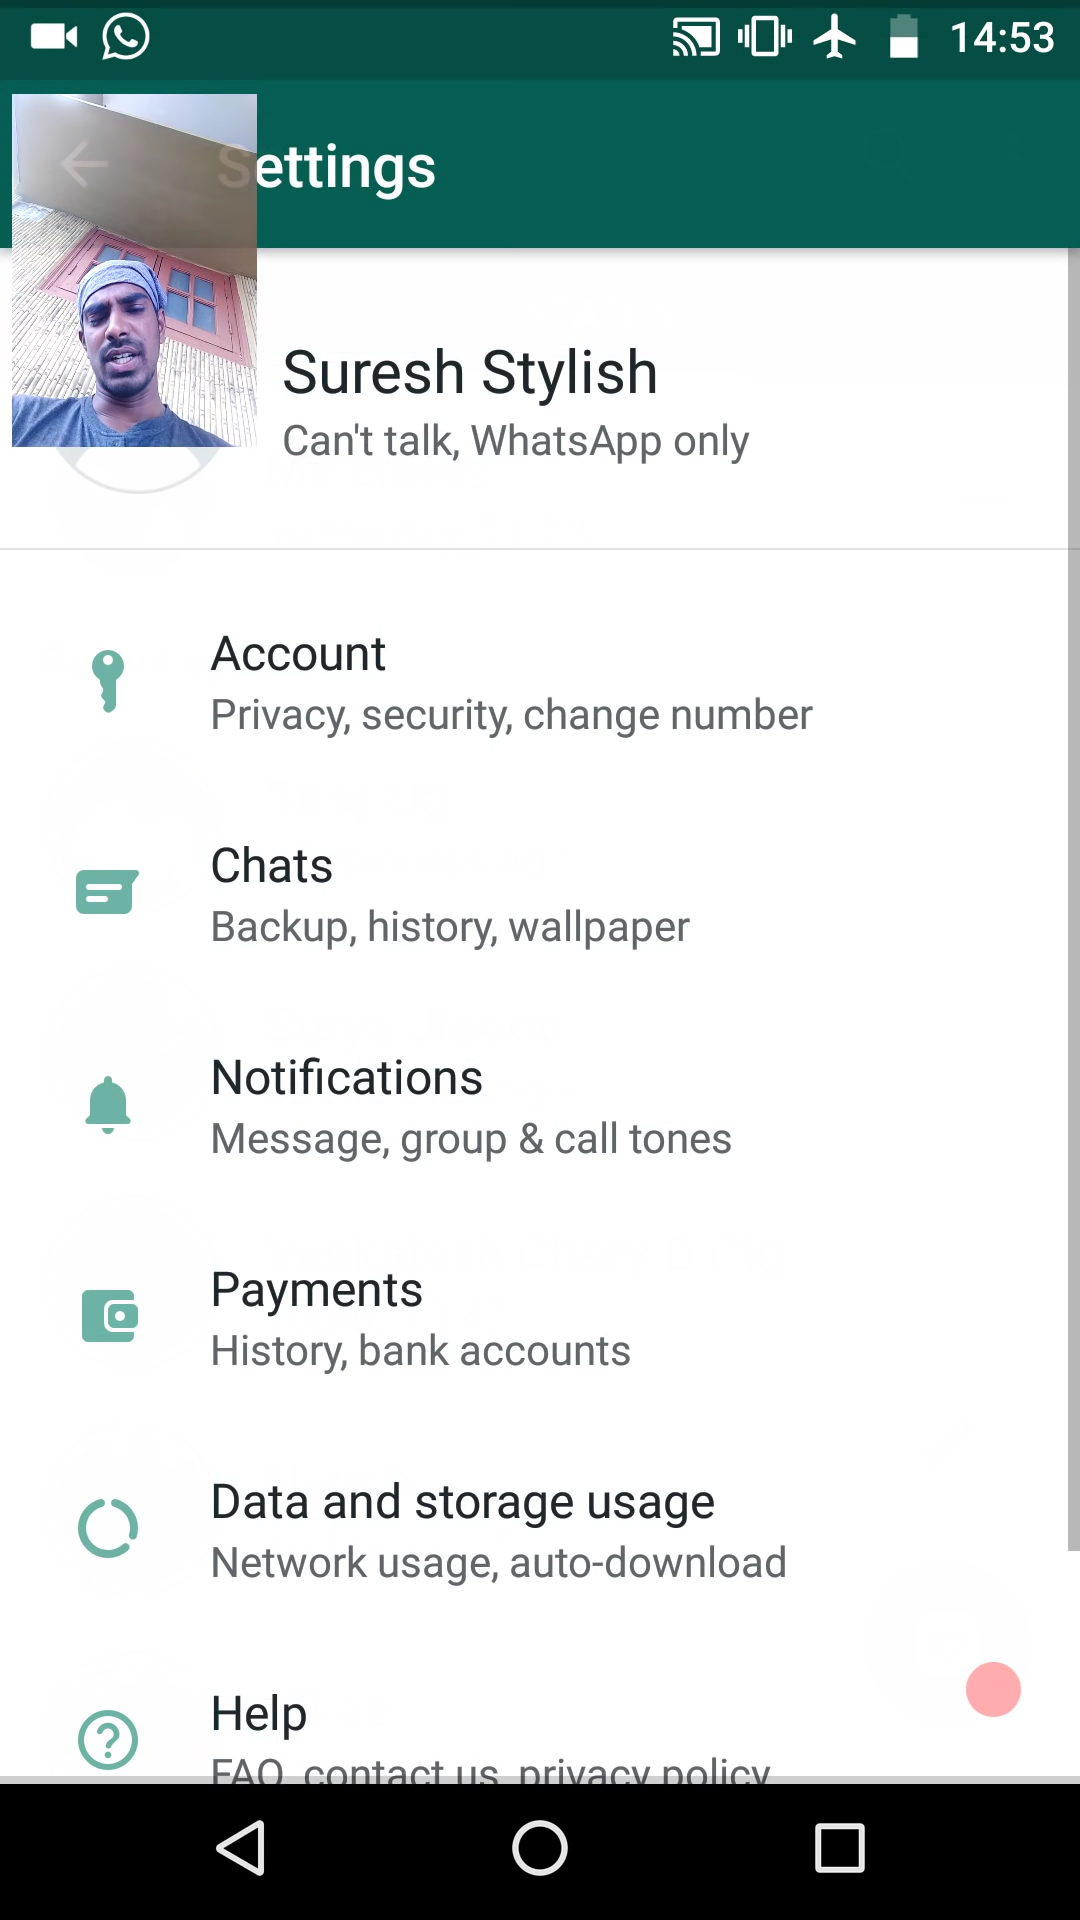 14:53
Settings
Suresh Stylish
Can't talk, WhatsApp only
Account
Privacy, security, change number
Chats
Backup, history, wallpaper
Notifications
Message, group & call tones
Payments
History, bank accounts
Data and storage usage
Network usage, auto-download
Help
FAQ, contact us, privacy policy